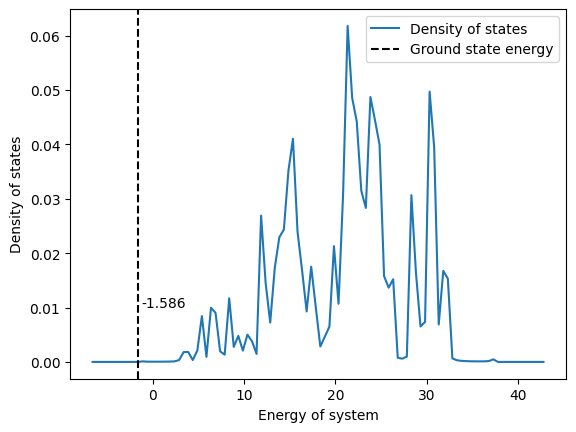 Density of states
Ground state energy
0.06
0.05
0.04
0.03
0.02
0.01
0.00
Density of states
-1.586
0 10 20 30 40
Energy of system